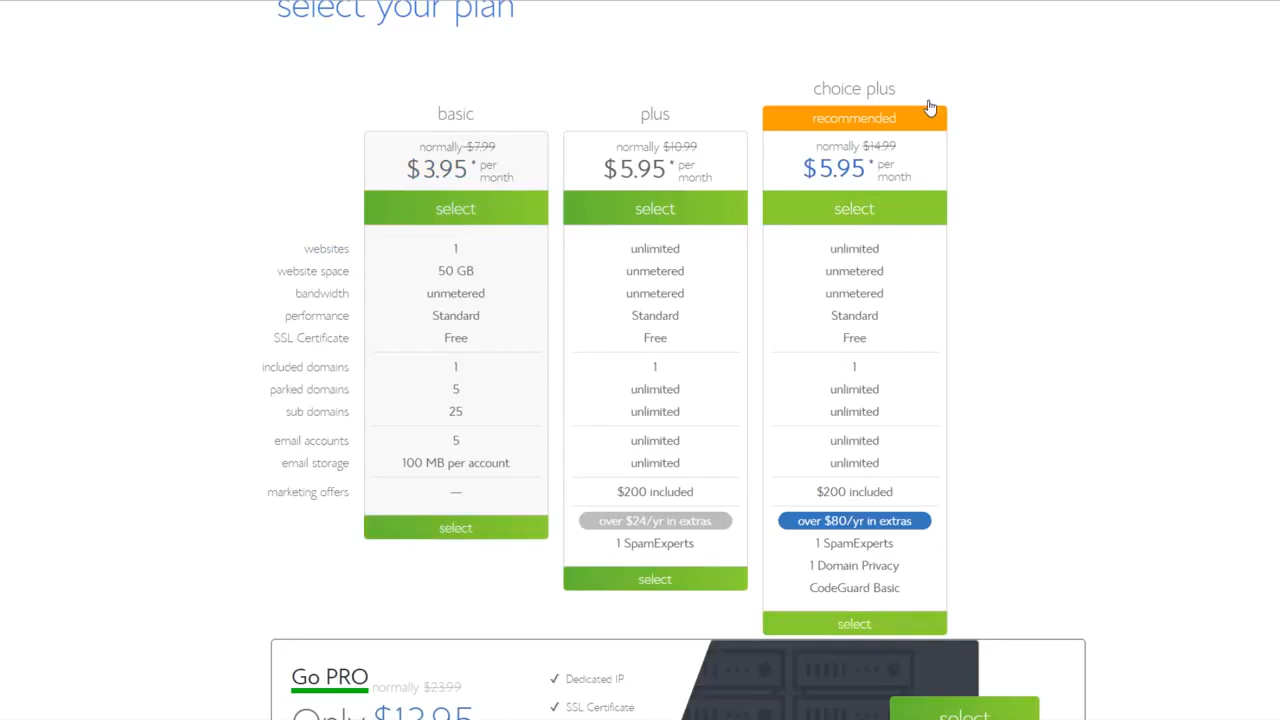 select your plan
choice plus
basic
plus
recommended
normally $7.99
normally $10.99
normally $14.99
$3.95* per month
$5.95* per month
$5.95* per month
select select select
websites 1 unlimited unlimited
website space 50 GB unmetered unmetered
bandwidth unmetered unmetered unmetered
performance Standard Standard Standard
SSL Certificate Free Free Free
included domains 1 1 1
parked domains 5 unlimited unlimited
sub domains 25 unlimited unlimited
email accounts 5 unlimited unlimited
email storage 100 MB per account unlimited unlimited
marketing offers — $200 included $200 included
select over $24/yr in extras over $80/yr in extras
1 SpamExperts 1 SpamExperts
1 Domain Privacy
select CodeGuard Basic
select
Go PRO normally $23.99
Only $13.95
✓ Dedicated IP
✓ SSL Certificate
select